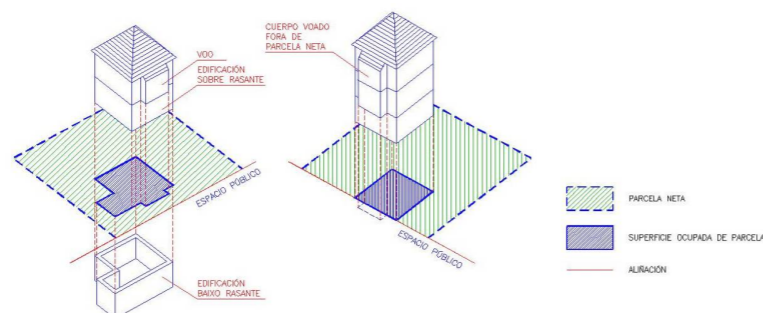 VOO
EDIFICACIÓN
SOBRE RASANTE
ESPACIO PÚBLICO
EDIFICACIÓN
BAIXO RASANTE
CUERPO VOADO
FORA DE
PARCELA NETA
ESPACIO PÚBLICO
PARCELA NETA
SUPERFICIE OCUPADA DE PARCELA
ALIÑACIÓN